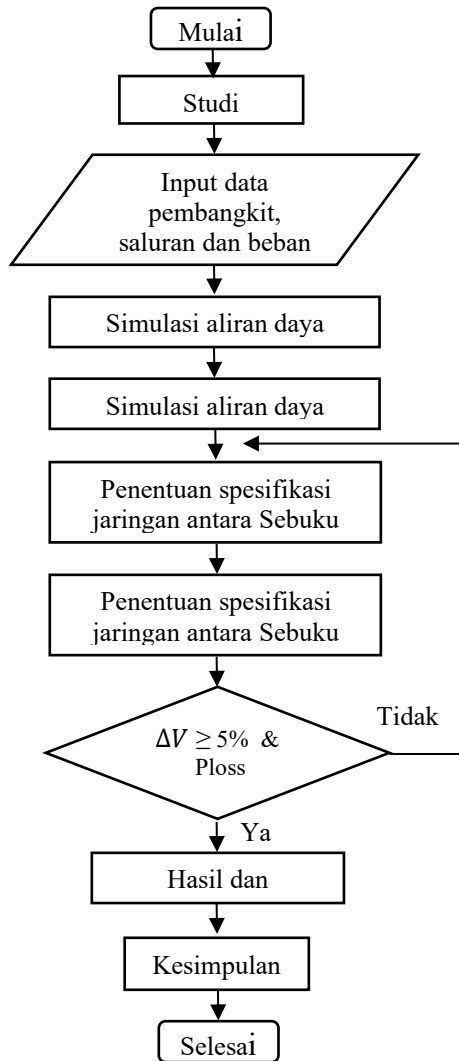 Mulai
Studi
Input data
pembangkit,
saluran dan beban
Simulasi aliran daya
Simulasi aliran daya
Penentuan spesifikasi
jaringan antara Sebuku
Penentuan spesifikasi
jaringan antara Sebuku
ΔV ≥ 5% &
Ploss
Tidak
Ya
Hasil dan
Kesimpulan
Selesai